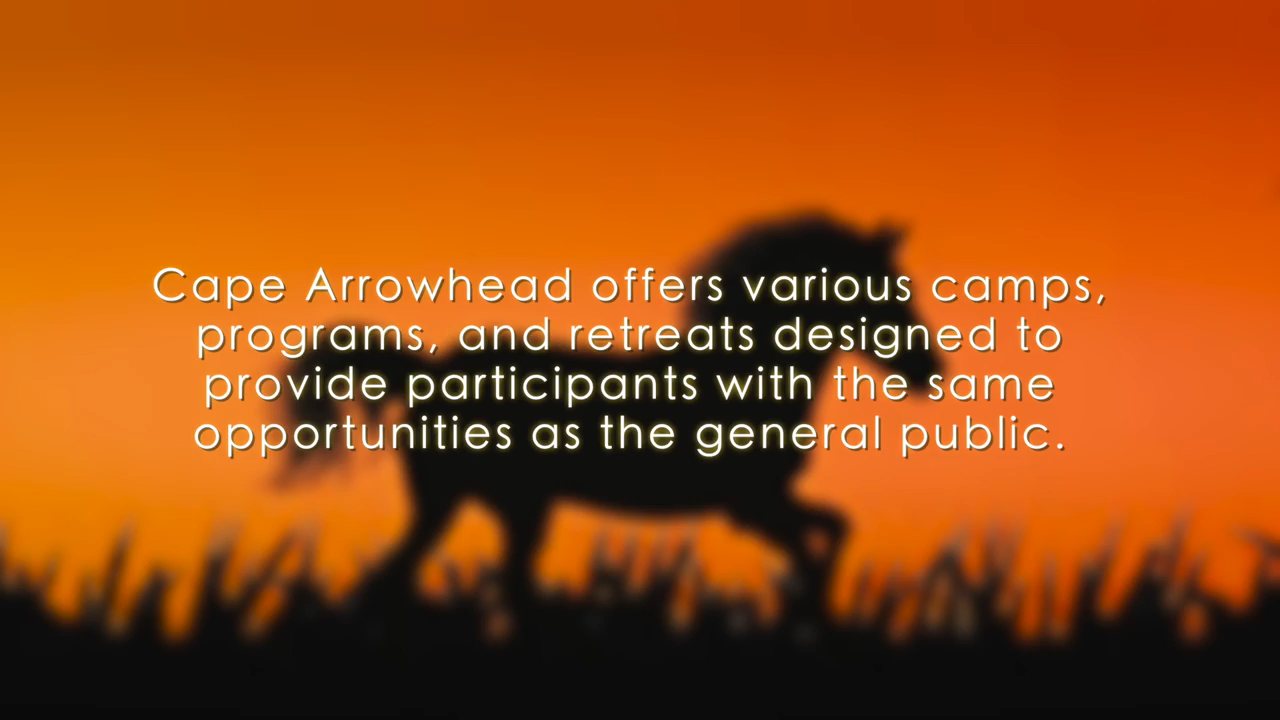 Cape Arrowhead offers various camps,
programs, and retreats designed to
provide participants with the same
opportunities as the general public.